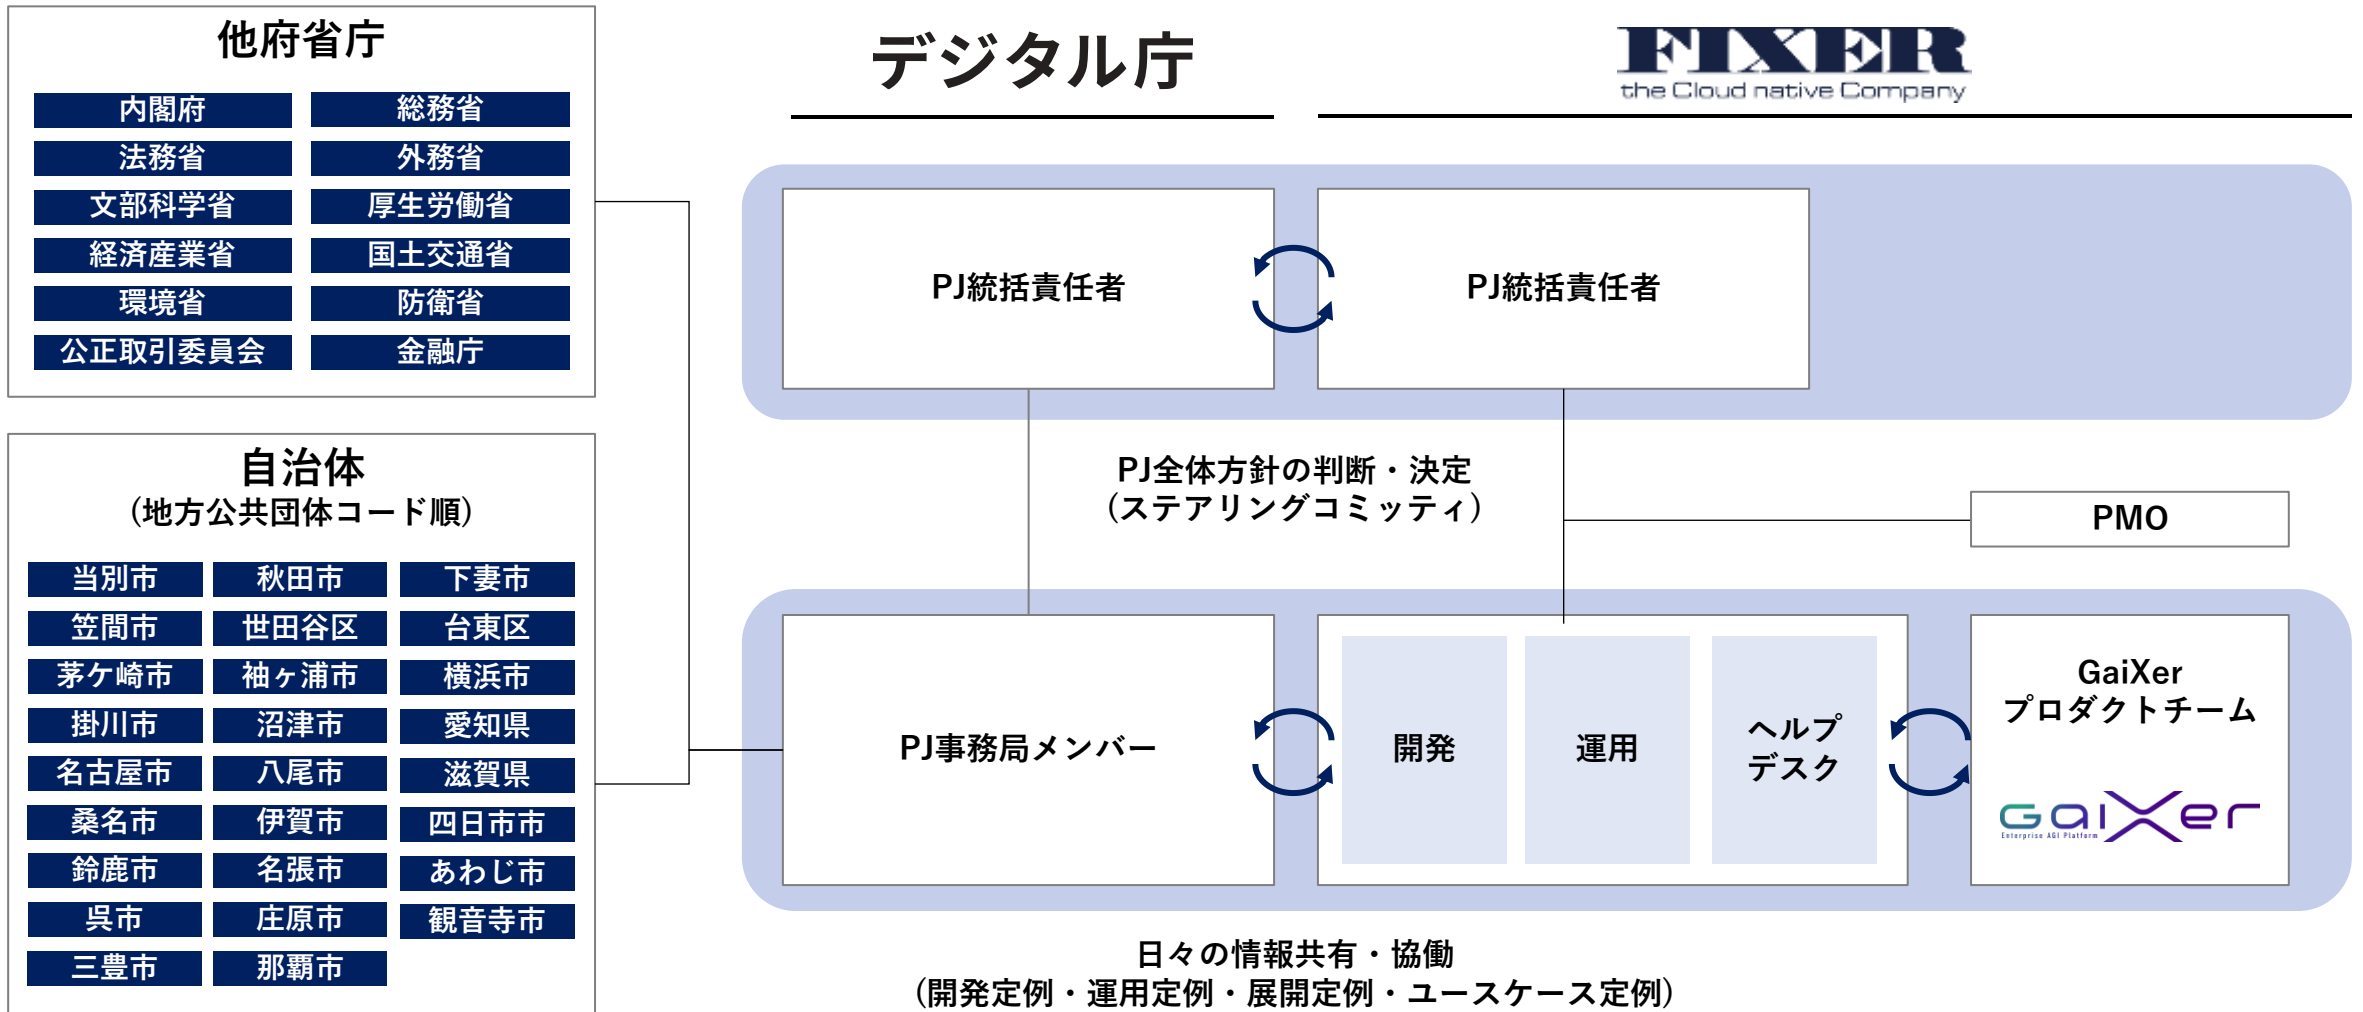 他府省庁
内閣府
総務省
法務省
外務省
文部科学省
厚生労働省
経済産業省
国土交通省
環境省
防衛省
公正取引委員会
金融庁
自治体
(地方公共団体コード順)
当別市
秋田市
下妻市
笠間市
世田谷区
台東区
茅ケ崎市
袖ヶ浦市
横浜市
掛川市
沼津市
愛知県
名古屋市
八尾市
滋賀県
桑名市
伊賀市
四日市市
鈴鹿市
名張市
あわじ市
呉市
庄原市
観音寺市
三豊市
那覇市
デジタル庁
FIXER
the Cloud native Company
PJ統括責任者
PJ統括責任者
PJ全体方針の判断・決定
(ステアリングコミッティ)
PMO
PJ事務局メンバー
開発
運用
ヘルプ
デスク
GaiXer
プロダクトチーム
GaiXer
Enterprise AGI Platform
日々の情報共有・協働
(開発定例・運用定例・展開定例・ユースケース定例)